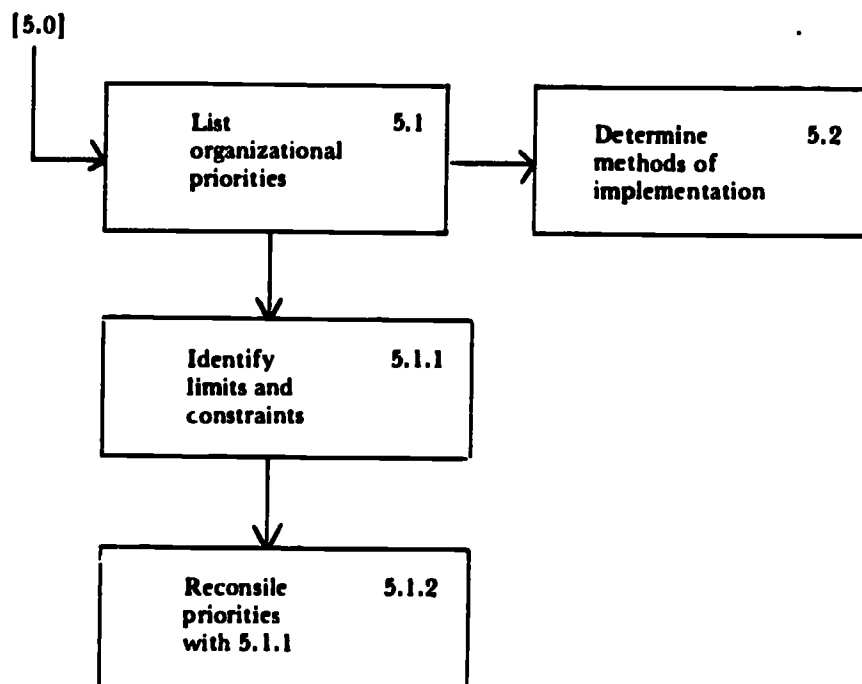 [5.0]
List 5.1
organizational
priorities
Determine 5.2
methods of
implementation
Identify 5.1.1
limits and
constraints
Reconsile 5.1.2
priorities
with 5.1.1